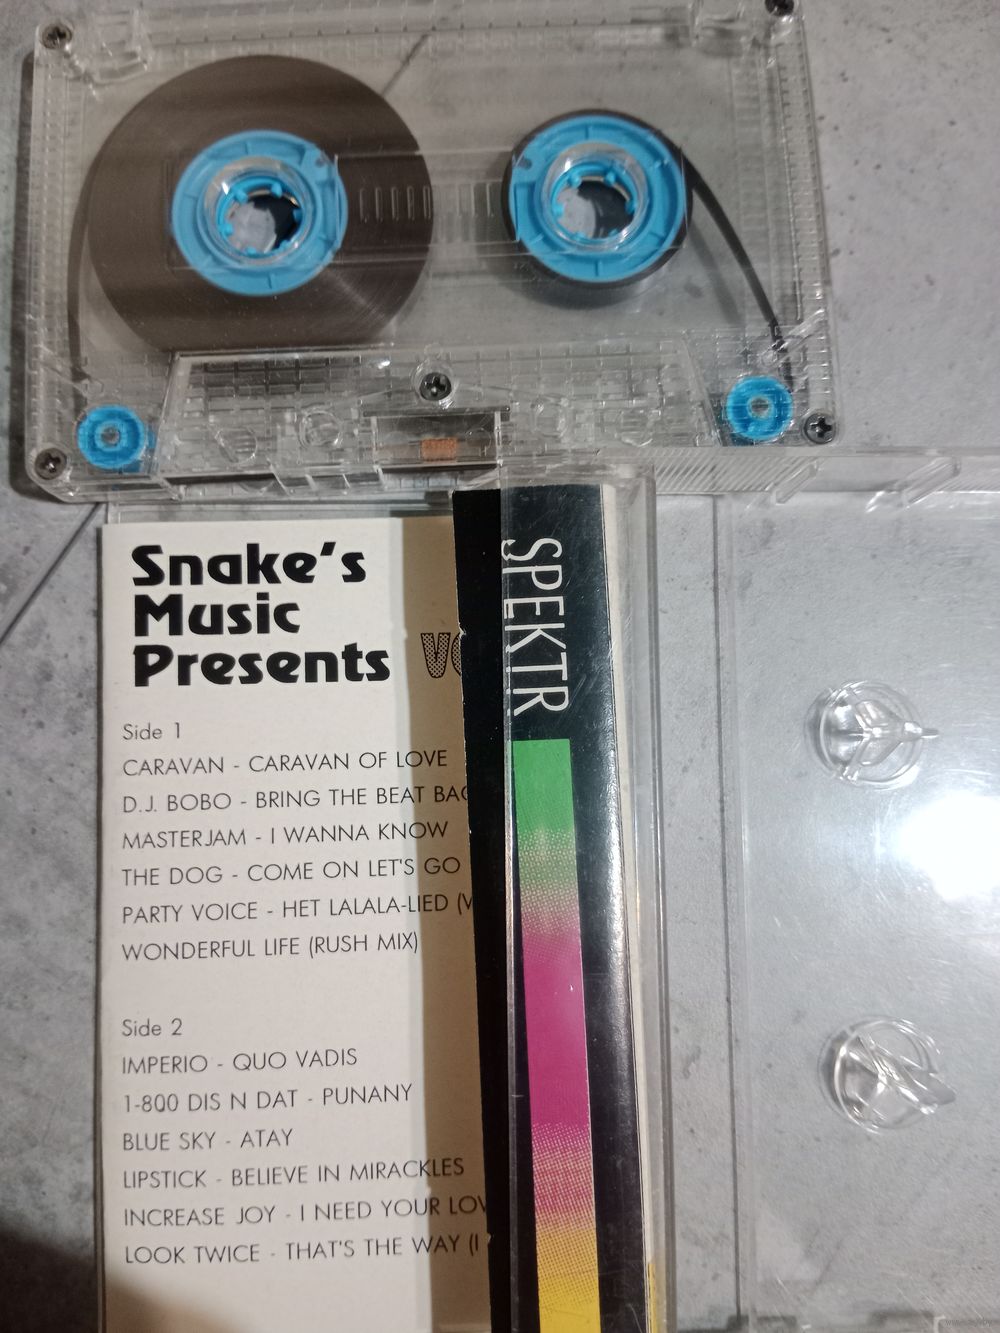 Snake's
Music
Presents
SPEKTR
Side 1
CARAVAN - CARAVAN OF LOVE
D.J. BOBO - BRING THE BEAT
MASTERJAM - I WANNA KNOW
THE DOG - COME ON LET'S GO
PARTY VOICE - HET LALALA-LIED
WONDERFUL LIFE (RUSH MIX)
Side 2
IMPERIO - QUO VADIS
1-800 DIS N DAT - PUNANY
BLUE SKY - ATAY
LIPSTICK - BELIEVE IN MIRACKLES
INCREASE JOY - I NEED YOUR
LOOK TWICE - THAT'S THE WAY (I